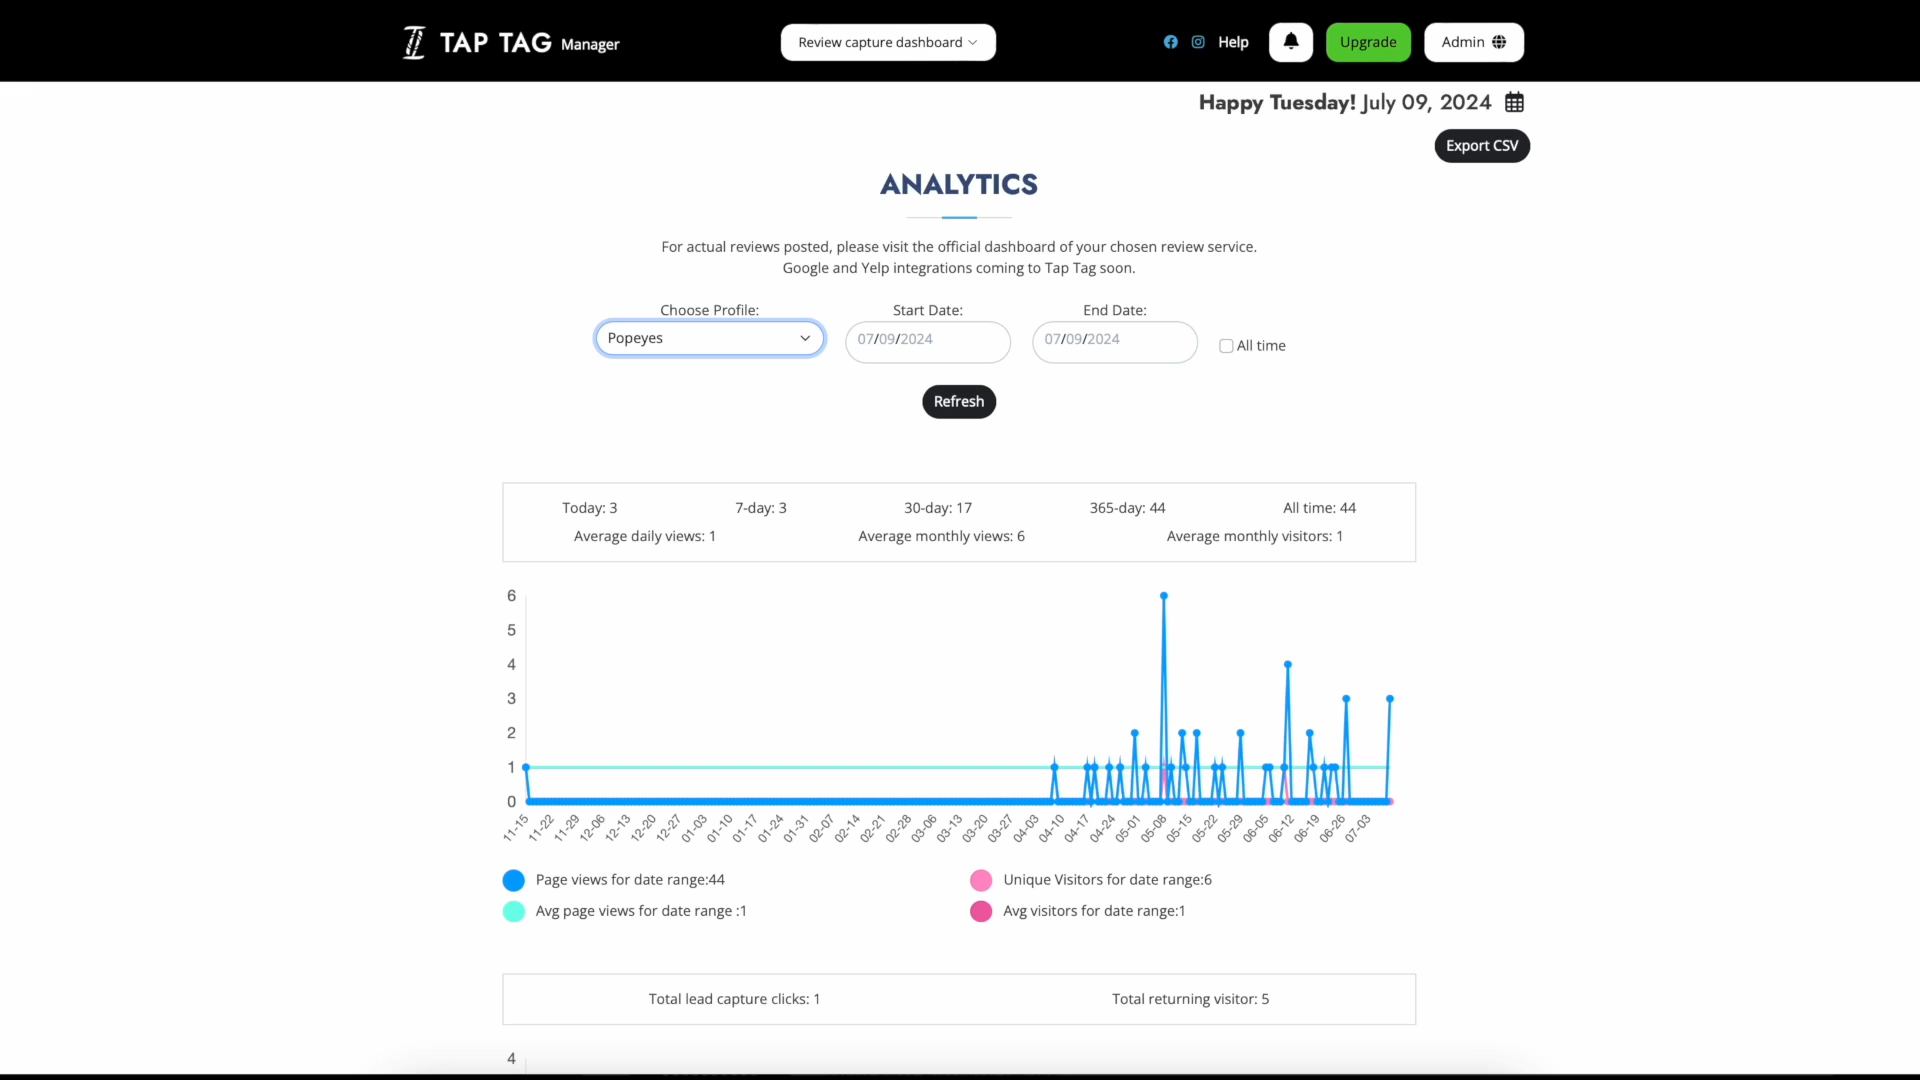 TAP TAG Manager
Review capture dashboard
Help
Upgrade
Admin
Happy Tuesday! July 09, 2024
Export CSV
ANALYTICS
For actual reviews posted, please visit the official dashboard of your chosen review service.
Google and Yelp integrations coming to Tap Tag soon.
Choose Profile:
Start Date:
End Date:
Popeyes
07/09/2024
07/09/2024
All time
Refresh
Today: 3
7-day: 3
30-day: 17
365-day: 44
All time: 44
Average daily views: 1
Average monthly views: 6
Average monthly visitors: 1
6
5
4
3
2
1
0
11-15
11-22
11-29
12-06
12-13
12-20
12-27
01-03
01-10
01-17
01-24
01-31
02-07
02-14
02-21
02-28
03-06
03-13
03-20
03-27
04-03
04-10
04-17
04-24
05-01
05-08
05-15
05-22
05-29
06-05
06-12
06-19
06-26
07-03
Page views for date range:44
Unique Visitors for date range:6
Avg page views for date range :1
Avg visitors for date range:1
Total lead capture clicks: 1
Total returning visitor: 5
4